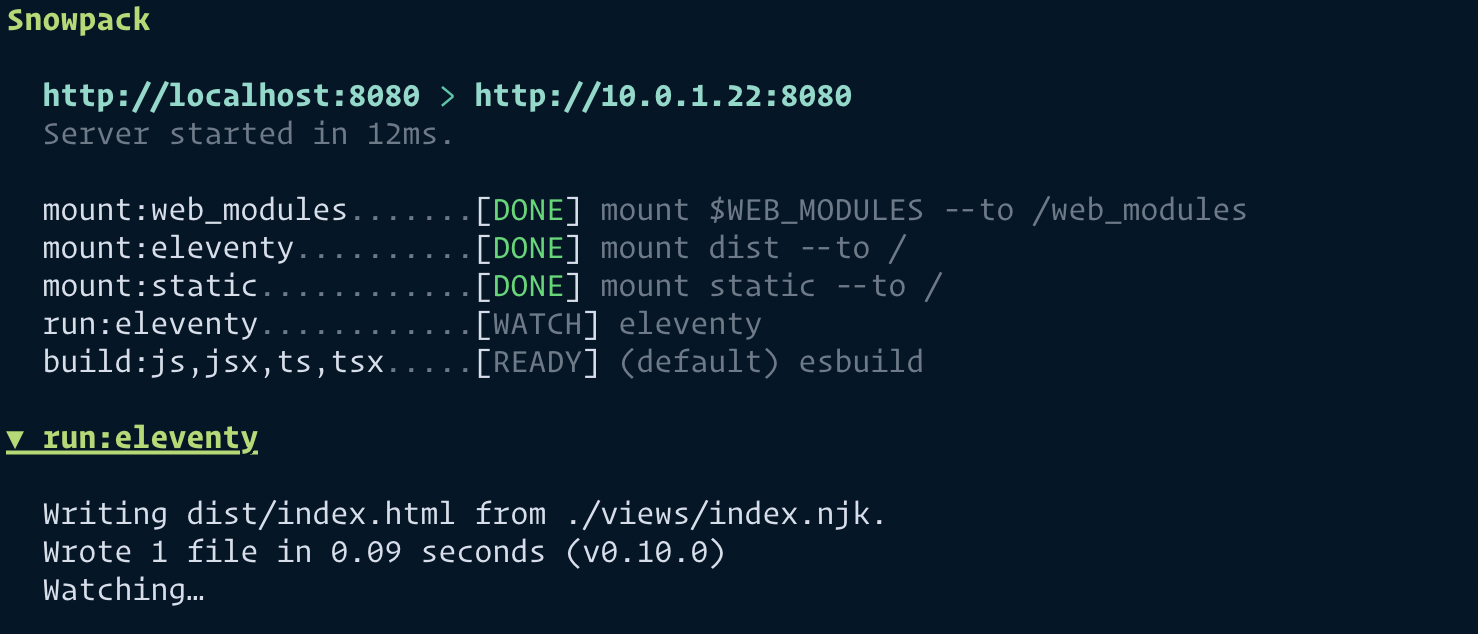 Snowpack
http://localhost:8080 > http://10.0.1.22:8080
Server started in 12ms.
mount:web_modules.......[DONE] mount $WEB_MODULES --to /web_modules
mount:eleventy..........[DONE] mount dist --to /
mount:static............[DONE] mount static --to /
run:eleventy............[WATCH] eleventy
build:js,jsx,ts,tsx.....[READY] (default) esbuild
▼ run:eleventy
Writing dist/index.html from ./views/index.njk.
Wrote 1 file in 0.09 seconds (v0.10.0)
Watching…